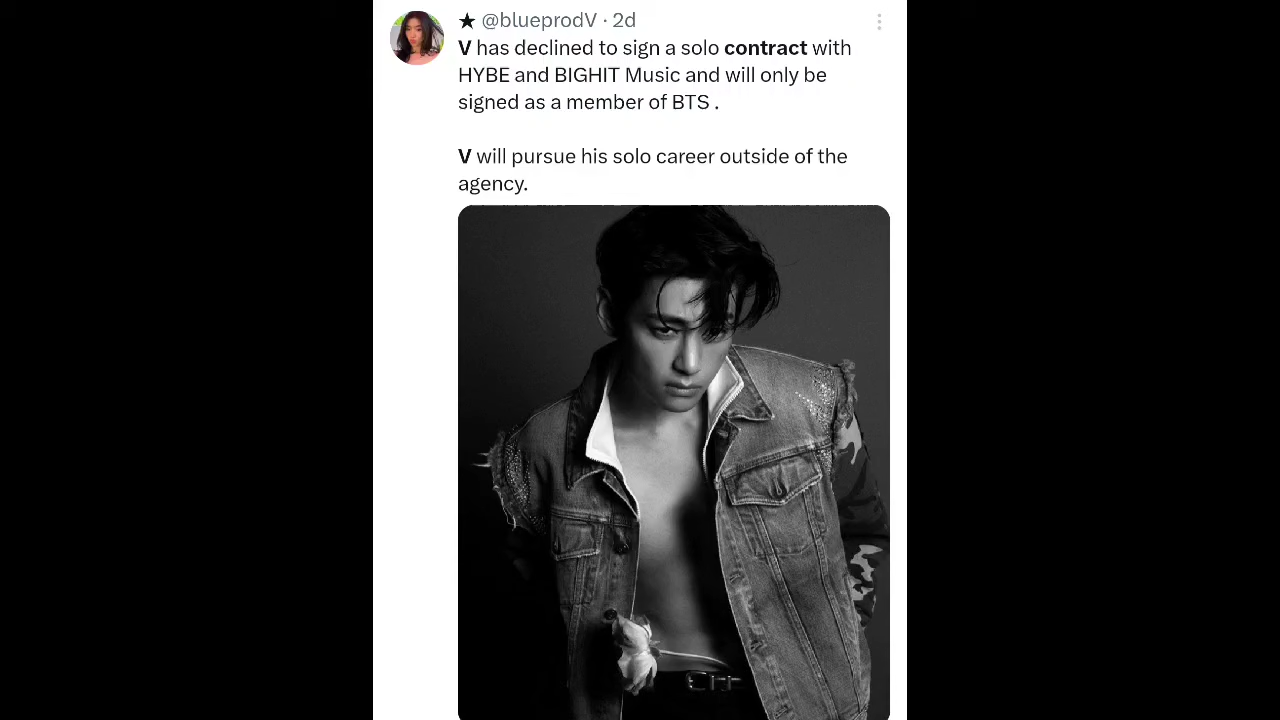 ★ @blueprodV · 2d
V has declined to sign a solo contract with
HYBE and BIGHIT Music and will only be
signed as a member of BTS .
V will pursue his solo career outside of the
agency.